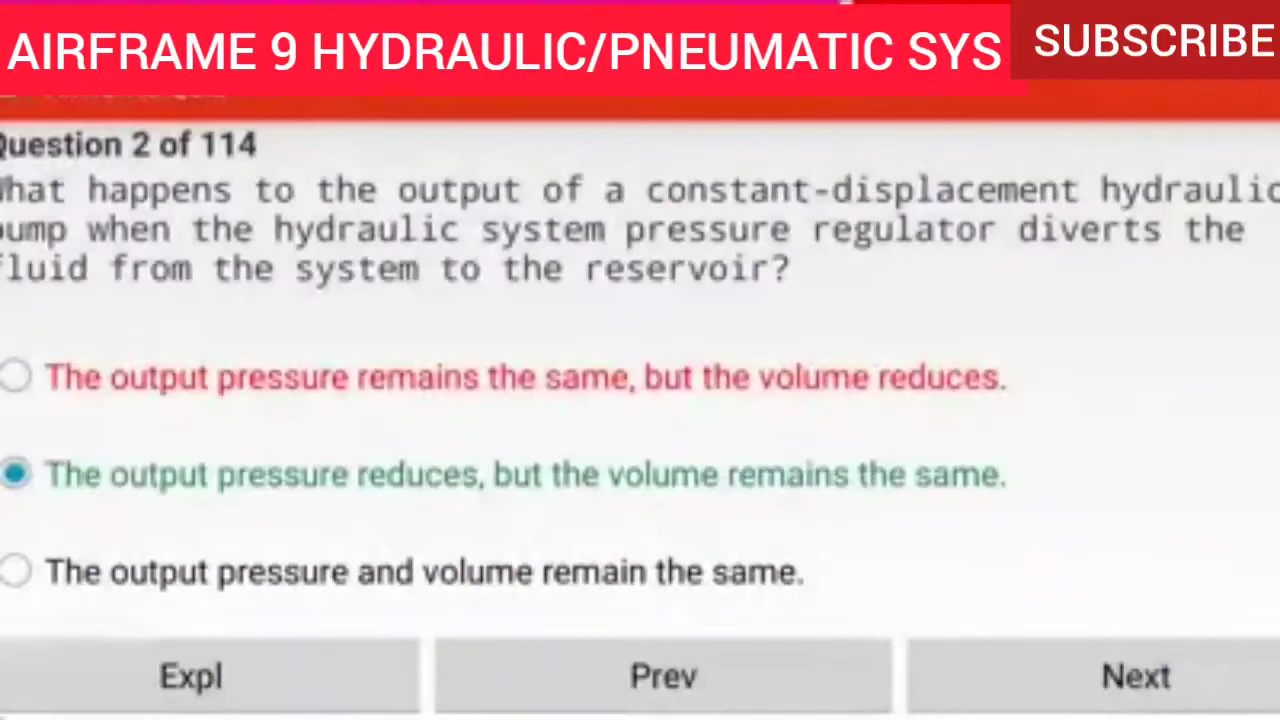 AIRFRAME 9 HYDRAULIC/PNEUMATIC SYS
SUBSCRIBE
Question 2 of 114
What happens to the output of a constant-displacement hydraulic
pump when the hydraulic system pressure regulator diverts the
fluid from the system to the reservoir?
The output pressure remains the same, but the volume reduces.
The output pressure reduces, but the volume remains the same.
The output pressure and volume remain the same.
Expl
Prev
Next